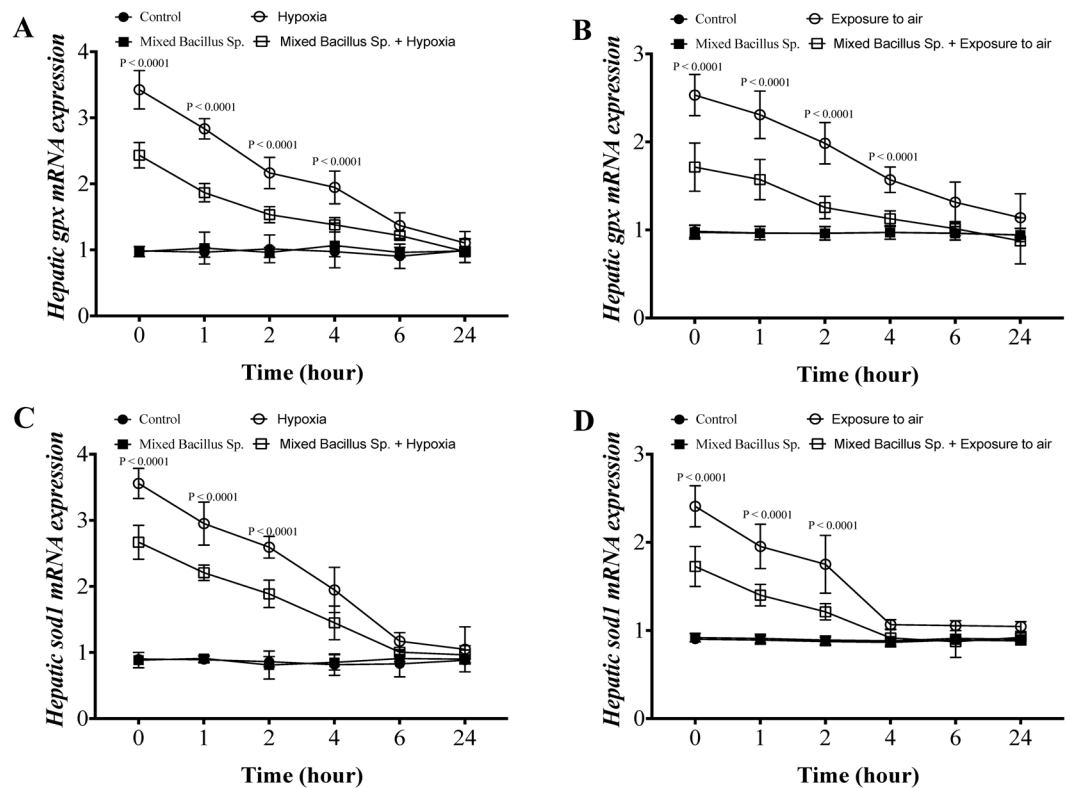 A
Control
Hypoxia
Mixed Bacillus Sp.
Mixed Bacillus Sp. + Hypoxia
Hepatic gpx mRNA expression
4
3
2
1
0
P < 0.0001
P < 0.0001
P < 0.0001
P < 0.0001
0 1 2 4 6 24
Time (hour)
B
Control
Exposure to air
Mixed Bacillus Sp.
Mixed Bacillus Sp. + Exposure to air
Hepatic gpx mRNA expression
3
2
1
0
P < 0.0001
P < 0.0001
P < 0.0001
P < 0.0001
0 1 2 4 6 24
Time (hour)
C
Control
Hypoxia
Mixed Bacillus Sp.
Mixed Bacillus Sp. + Hypoxia
Hepatic sod1 mRNA expression
4
3
2
1
0
P < 0.0001
P < 0.0001
P < 0.0001
0 1 2 4 6 24
Time (hour)
D
Control
Exposure to air
Mixed Bacillus Sp.
Mixed Bacillus Sp. + Exposure to air
Hepatic sod1 mRNA expression
3
2
1
0
P < 0.0001
P < 0.0001
P < 0.0001
0 1 2 4 6 24
Time (hour)